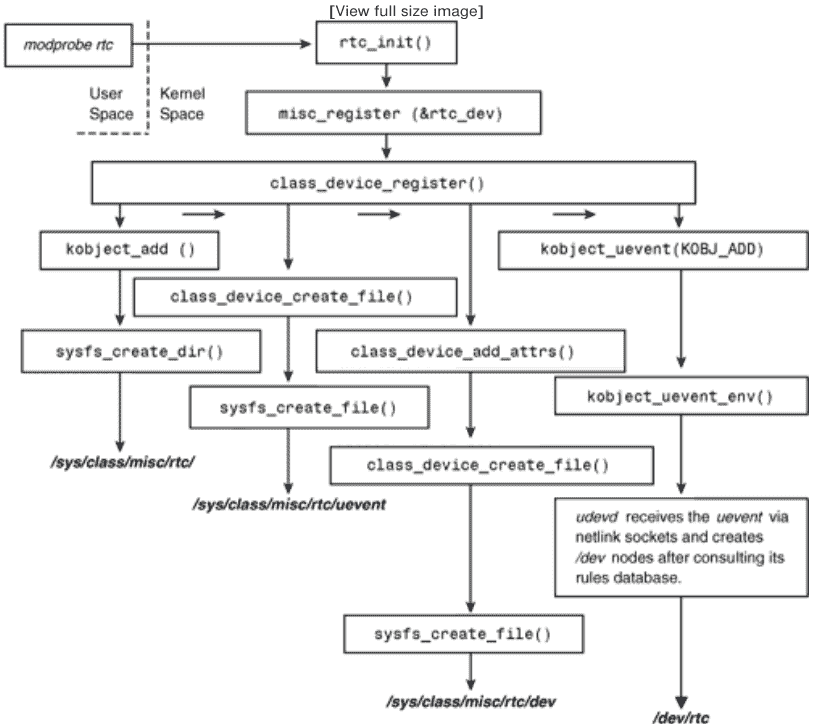 [View full size image]
modprobe rtc
rtc_init()
User
Space
Kernel
Space
misc_register (&rtc_dev)
class_device_register()
kobject_add ()
kobject_uevent(KOBJ_ADD)
class_device_create_file()
sysfs_create_dir()
class_device_add_attrs()
sysfs_create_file()
kobject_uevent_env()
/sys/class/misc/rtc/
class_device_create_file()
/sys/class/misc/rtc/uevent
udevd receives the uevent via
netlink sockets and creates
/dev nodes after consulting its
rules database.
sysfs_create_file()
/sys/class/misc/rtc/dev
/dev/rtc